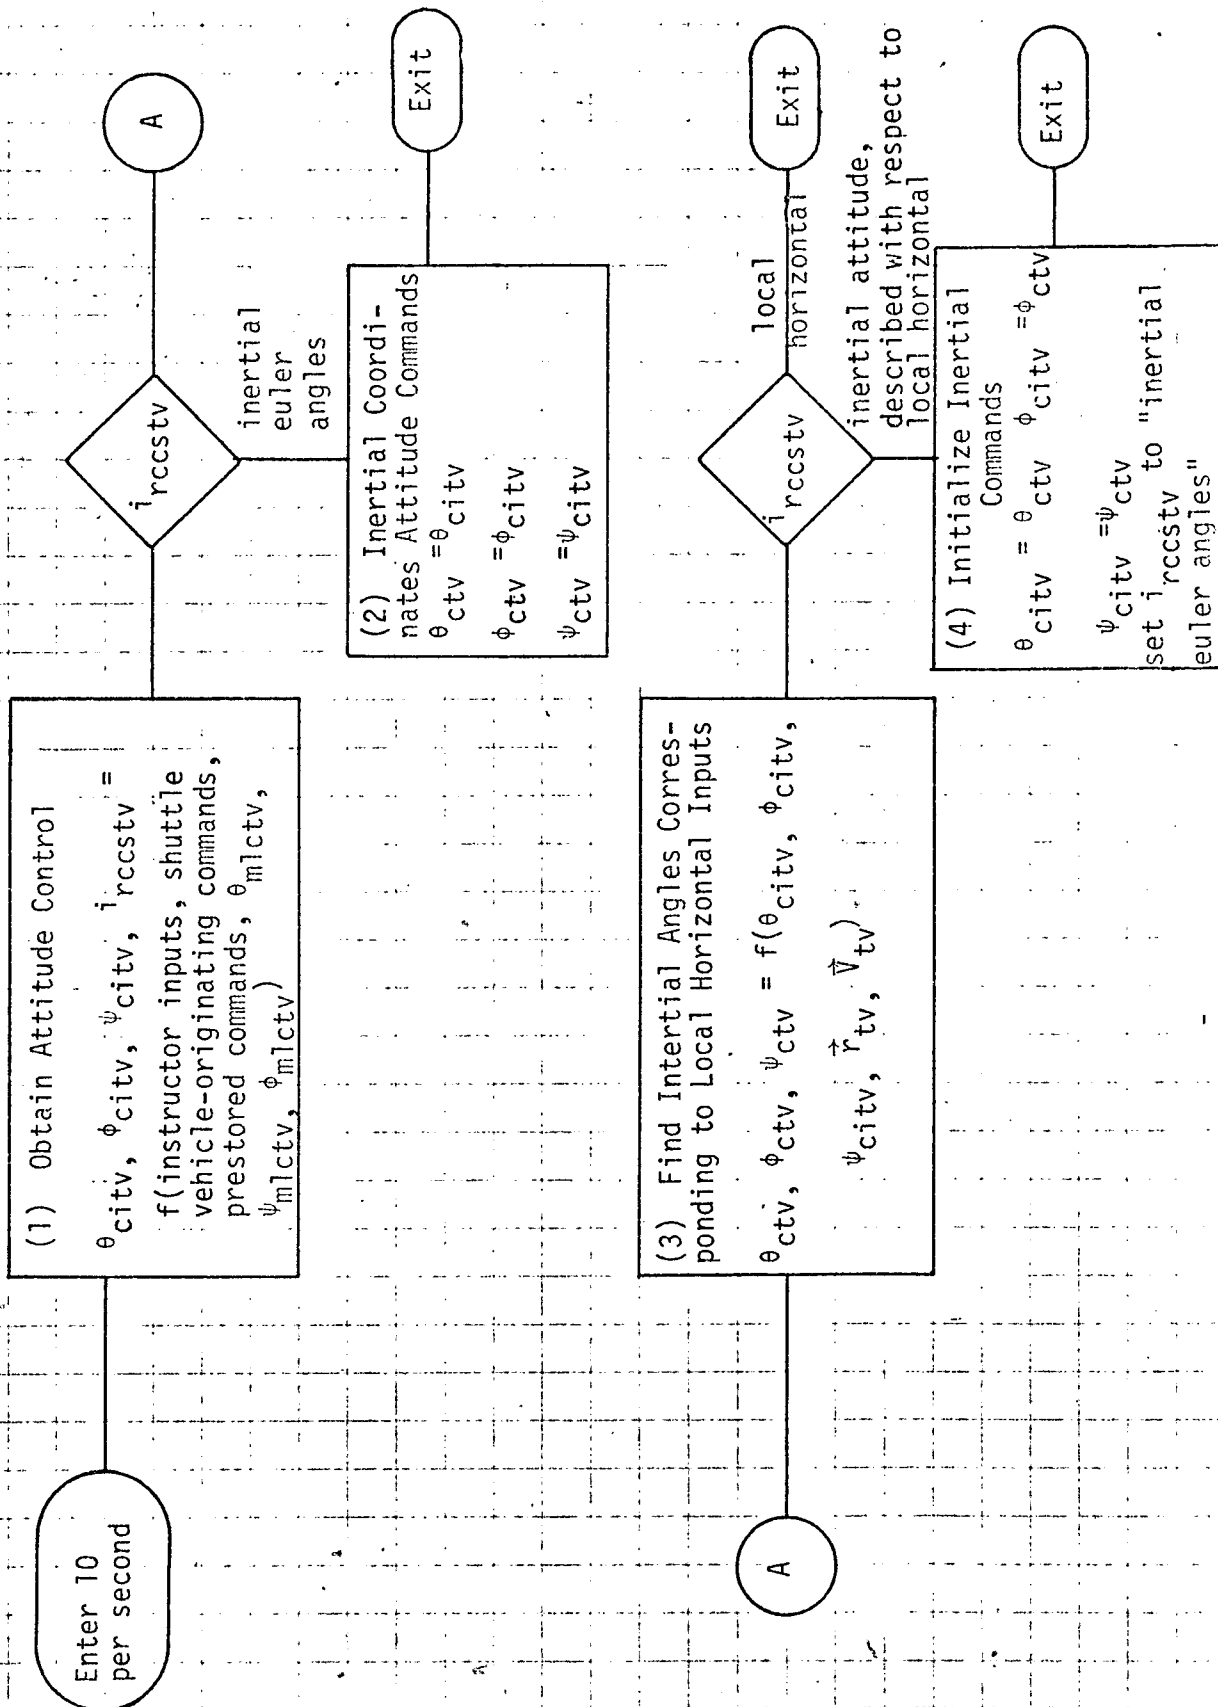 Enter 10
per second
(1) Obtain Attitude Control
θcitv, φcitv, ψcitv, irccstv =
f(instructor inputs, shuttle
vehicle-originating commands,
prestored commands, θmlctv,
ψmlctv, φmlctv)
irccstv
A
inertial
euler
angles
(2) Inertial Coordi-
nates Attitude Commands
θctv =θcitv
φctv =φcitv
ψctv =ψcitv
Exit
A
(3) Find Intertial Angles Corres-
ponding to Local Horizontal Inputs
θctv, φctv, ψctv = f(θcitv, φcitv,
ψcitv, r⃗tv, V⃗tv)
irccstv
local
horizontal
Exit
inertial attitude,
described with respect to
local horizontal
(4) Initialize Inertial
Commands
θcitv = θctv φcitv =φctv
ψcitv =ψctv
set irccstv to "inertial
euler angles"
Exit